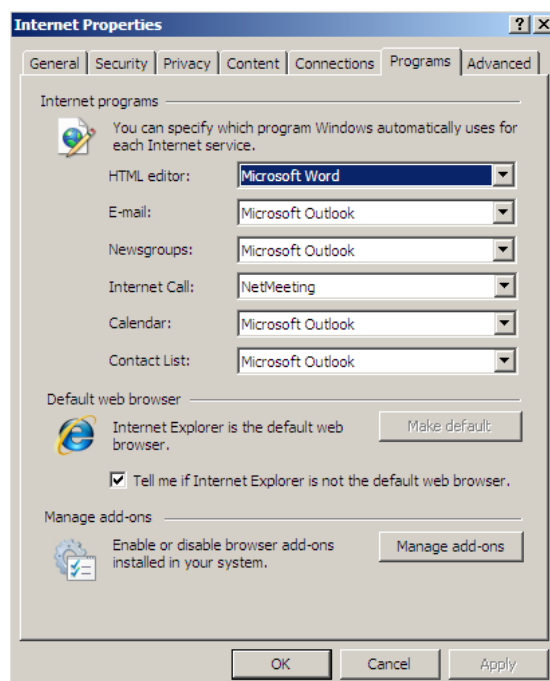 Internet Properties
General Security Privacy Content Connections Programs Advanced
Internet programs
You can specify which program Windows automatically uses for
each Internet service.
HTML editor: Microsoft Word
E-mail: Microsoft Outlook
Newsgroups: Microsoft Outlook
Internet Call: NetMeeting
Calendar: Microsoft Outlook
Contact List: Microsoft Outlook
Default web browser
Internet Explorer is the default web
browser.
Make default
Tell me if Internet Explorer is not the default web browser.
Manage add-ons
Enable or disable browser add-ons
installed in your system.
Manage add-ons
OK Cancel Apply